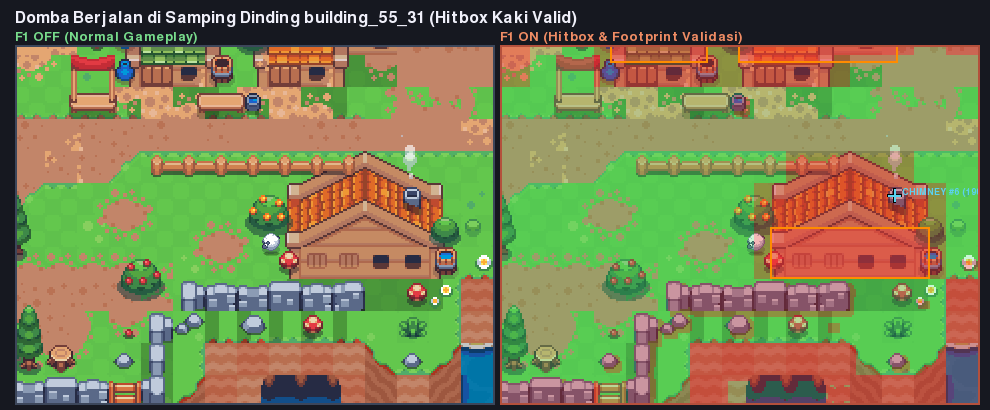 Domba Berjalan di Samping Dinding building_55_31 (Hitbox Kaki Valid)
F1 OFF (Normal Gameplay)
F1 ON (Hitbox & Footprint Validasi)
CHIMNEY